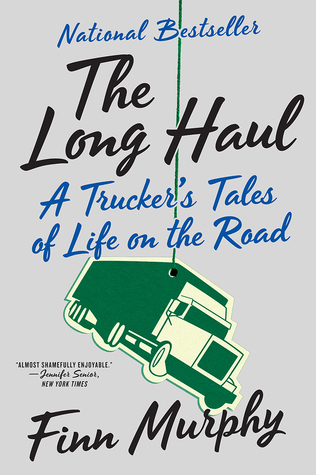 National Bestseller
The
Long Haul
A Trucker's Tales
of Life on the Road
"ALMOST SHAMEFULLY ENJOYABLE."
—Jennifer Senior,
NEW YORK TIMES
Finn Murphy